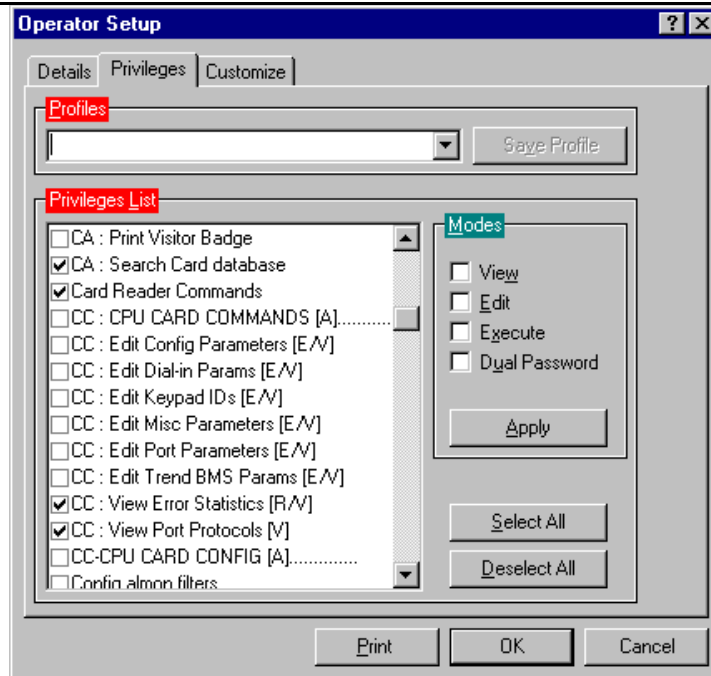 Operator Setup
Details Privileges Customize
Profiles
Save Profile
Privileges List
CA : Print Visitor Badge
CA : Search Card database
Card Reader Commands
CC : CPU CARD COMMANDS [A]...........
CC : Edit Config Parameters [E/V]
CC : Edit Dial-in Params [E/V]
CC : Edit Keypad IDs [E/V]
CC : Edit Misc Parameters [E/V]
CC : Edit Port Parameters [E/V]
CC : Edit Trend BMS Params [E/V]
CC : View Error Statistics [R/V]
CC : View Port Protocols [V]
CC-CPU CARD CONFIG [A]..............
Config almon filters
Modes
View
Edit
Execute
Dual Password
Apply
Select All
Deselect All
Print OK Cancel